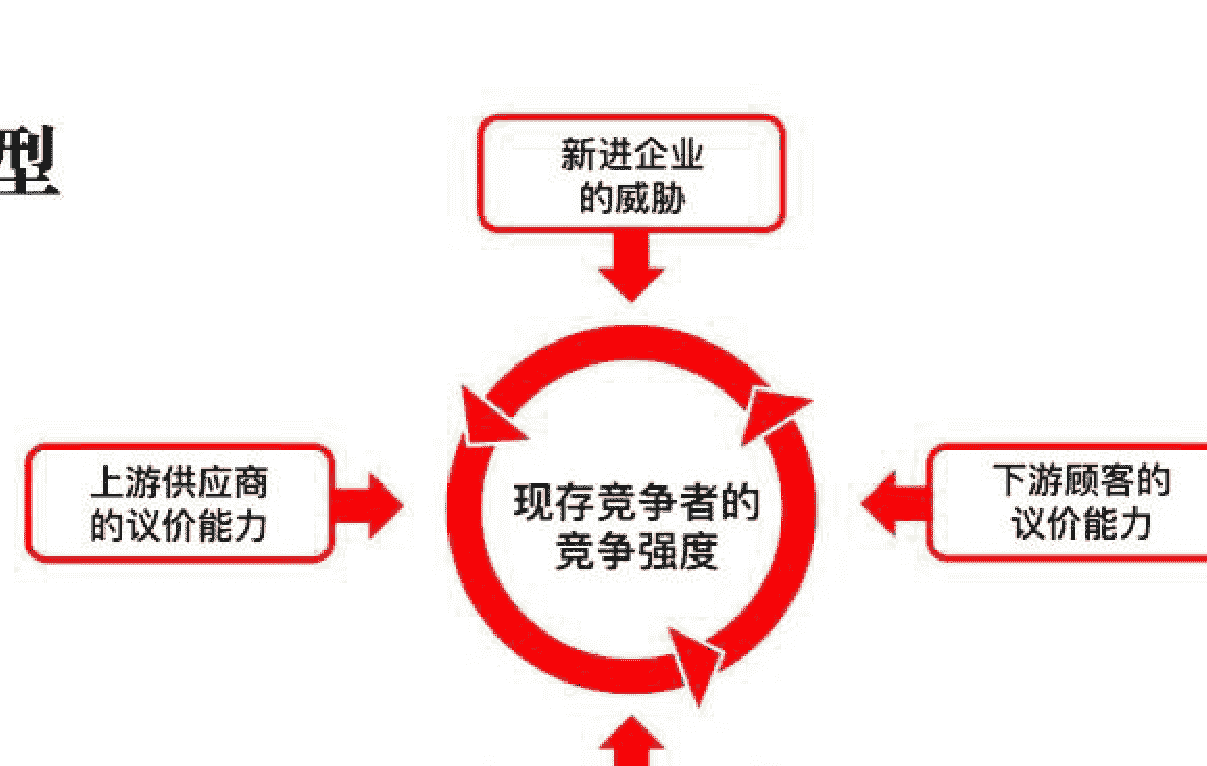 型
新进企业
的威胁
上游供应商
的议价能力
现存竞争者的
竞争强度
下游顾客的
议价能力